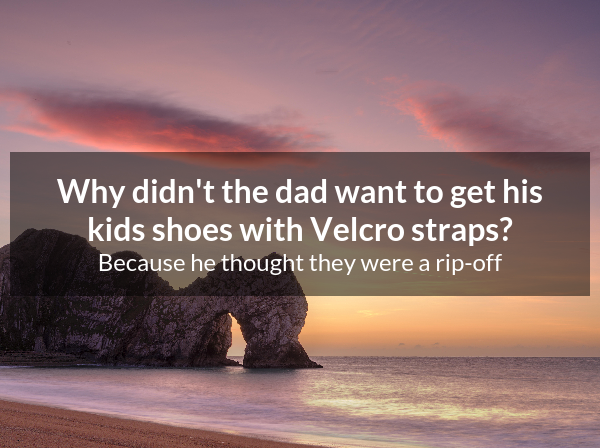 Why didn't the dad want to get his
kids shoes with Velcro straps?
Because he thought they were a rip-off